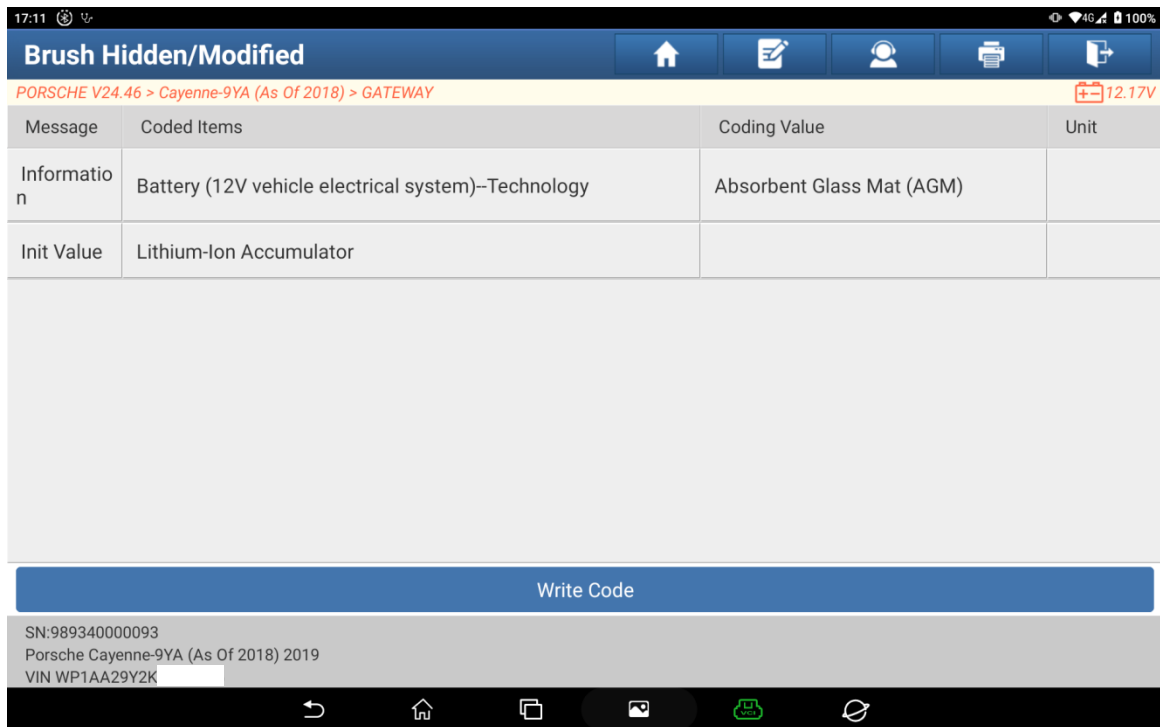 17:11 4G 100%
Brush Hidden/Modified
PORSCHE V24.46 > Cayenne-9YA (As Of 2018) > GATEWAY 12.17V
Message Coded Items Coding Value Unit
Informatio
n Battery (12V vehicle electrical system)--Technology Absorbent Glass Mat (AGM)
Init Value Lithium-Ion Accumulator
Write Code
SN:989340000093
Porsche Cayenne-9YA (As Of 2018) 2019
VIN WP1AA29Y2K
VCI